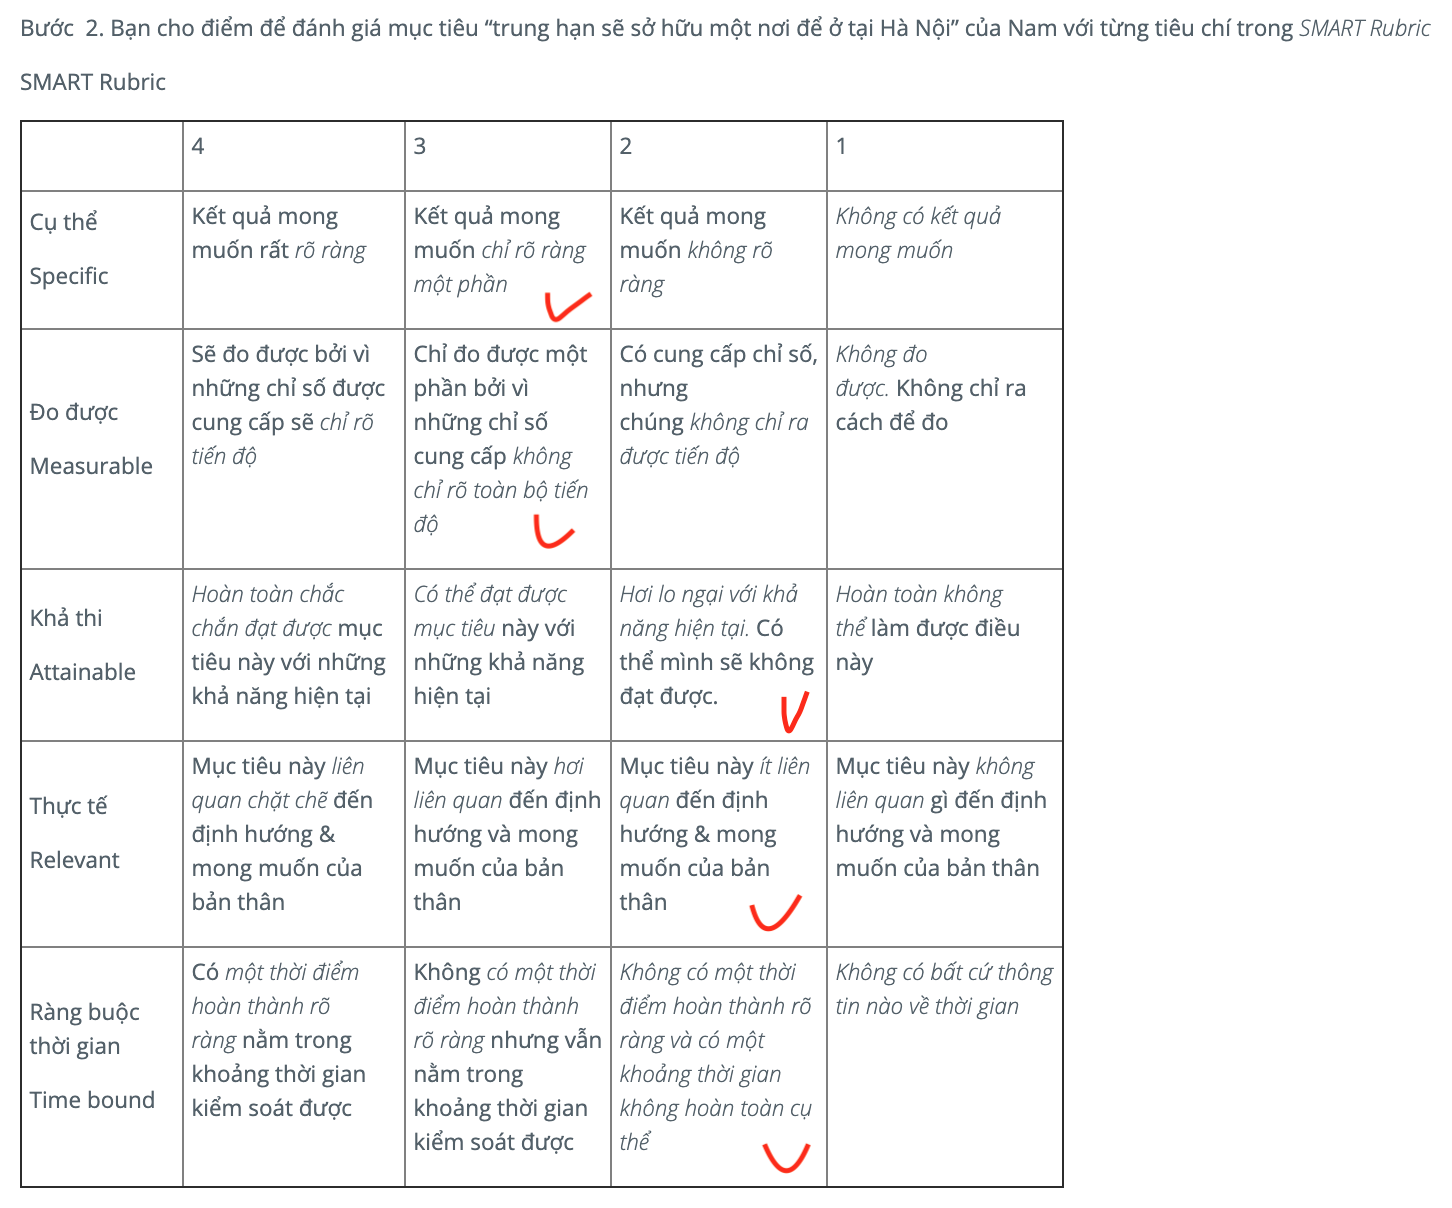 Bước 2. Bạn cho điểm để đánh giá mục tiêu “trung hạn sẽ sở hữu một nơi để ở tại Hà Nội” của Nam với từng tiêu chí trong SMART Rubric
SMART Rubric
4
3
2
1
Cụ thể
Specific
Kết quả mong
muốn rất rõ ràng
Kết quả mong
muốn chỉ rõ ràng
một phần
Kết quả mong
muốn không rõ
ràng
Không có kết quả
mong muốn
Đo được
Measurable
Sẽ đo được bởi vì
những chỉ số được
cung cấp sẽ chỉ rõ
tiến độ
Chỉ đo được một
phần bởi vì
những chỉ số
cung cấp không
chỉ rõ toàn bộ tiến
độ
Có cung cấp chỉ số,
nhưng
chúng không chỉ ra
được tiến độ
Không đo
được. Không chỉ ra
cách để đo
Khả thi
Attainable
Hoàn toàn chắc
chắn đạt được mục
tiêu này với những
khả năng hiện tại
Có thể đạt được
mục tiêu này với
những khả năng
hiện tại
Hơi lo ngại với khả
năng hiện tại. Có
thể mình sẽ không
đạt được.
Hoàn toàn không
thể làm được điều
này
Thực tế
Relevant
Mục tiêu này liên
quan chặt chẽ đến
định hướng &
mong muốn của
bản thân
Mục tiêu này hơi
liên quan đến định
hướng và mong
muốn của bản
thân
Mục tiêu này ít liên
quan đến định
hướng & mong
muốn của bản
thân
Mục tiêu này không
liên quan gì đến định
hướng và mong
muốn của bản thân
Ràng buộc
thời gian
Time bound
Có một thời điểm
hoàn thành rõ
ràng nằm trong
khoảng thời gian
kiểm soát được
Không có một thời
điểm hoàn thành
rõ ràng nhưng vẫn
nằm trong
khoảng thời gian
kiểm soát được
Không có một thời
điểm hoàn thành rõ
ràng và có một
khoảng thời gian
không hoàn toàn cụ
thể
Không có bất cứ thông
tin nào về thời gian